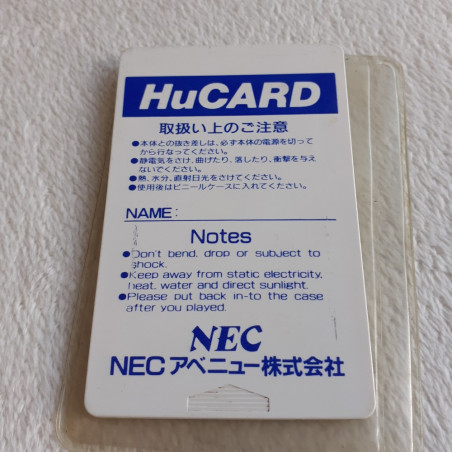 HuCARD
取扱い上のご注意
●本体との抜き差しは、必ず本体の電源を切って
から行なってください。
●静電気をさけ、曲げたり、落したり、衝撃を与え
ないでください。
●熱、水分、直射日光をさけてください。
●使用後はビニールケースに入れてください。
NAME:
Notes
●Don't bend, drop or subject to
shock.
●Keep away from static electricity,
heat, water and direct sunlight.
●Please put back in-to the case
after you played.
NEC
NECアベニュー株式会社